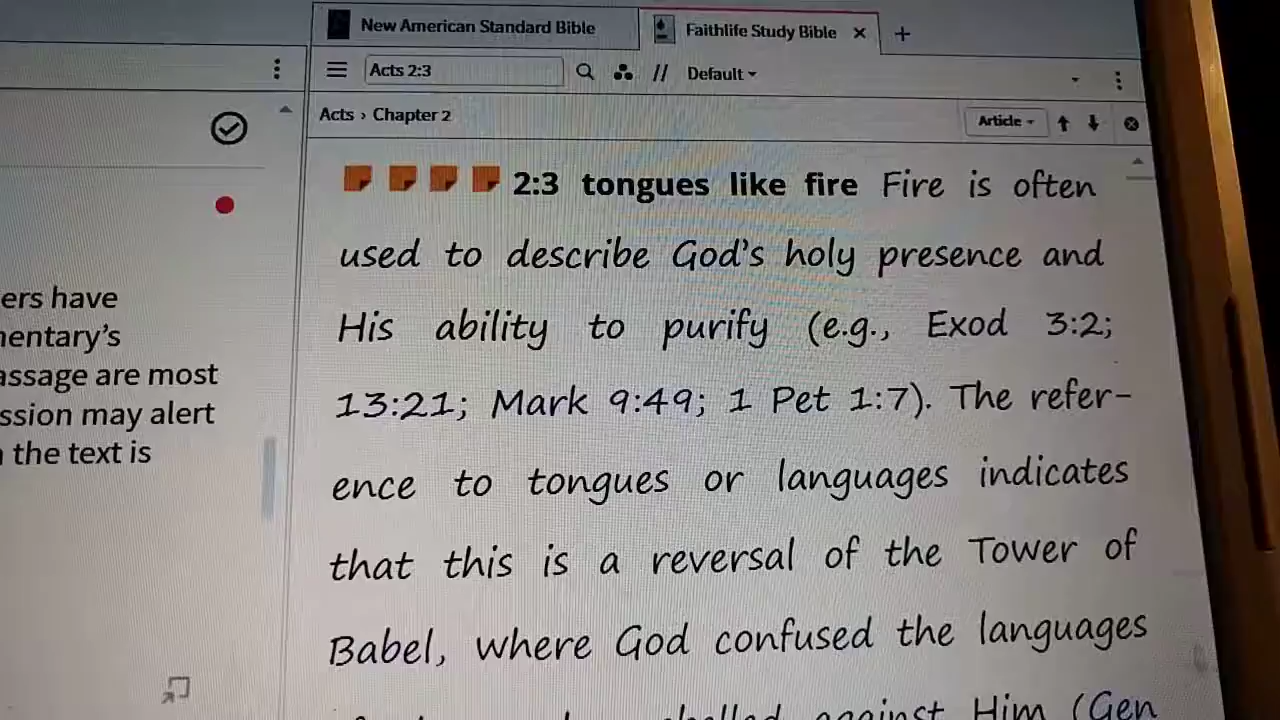 New American Standard Bible
Faithlife Study Bible
Acts 2:3
// Default
Acts › Chapter 2
Article
2:3 tongues like fire Fire is often
used to describe God's holy presence and
His ability to purify (e.g., Exod 3:2;
13:21; Mark 9:49; 1 Pet 1:7). The refer-
ence to tongues or languages indicates
that this is a reversal of the Tower of
Babel, where God confused the languages
against Him (Gen
ers have
mentary's
assage are most
ssion may alert
the text is